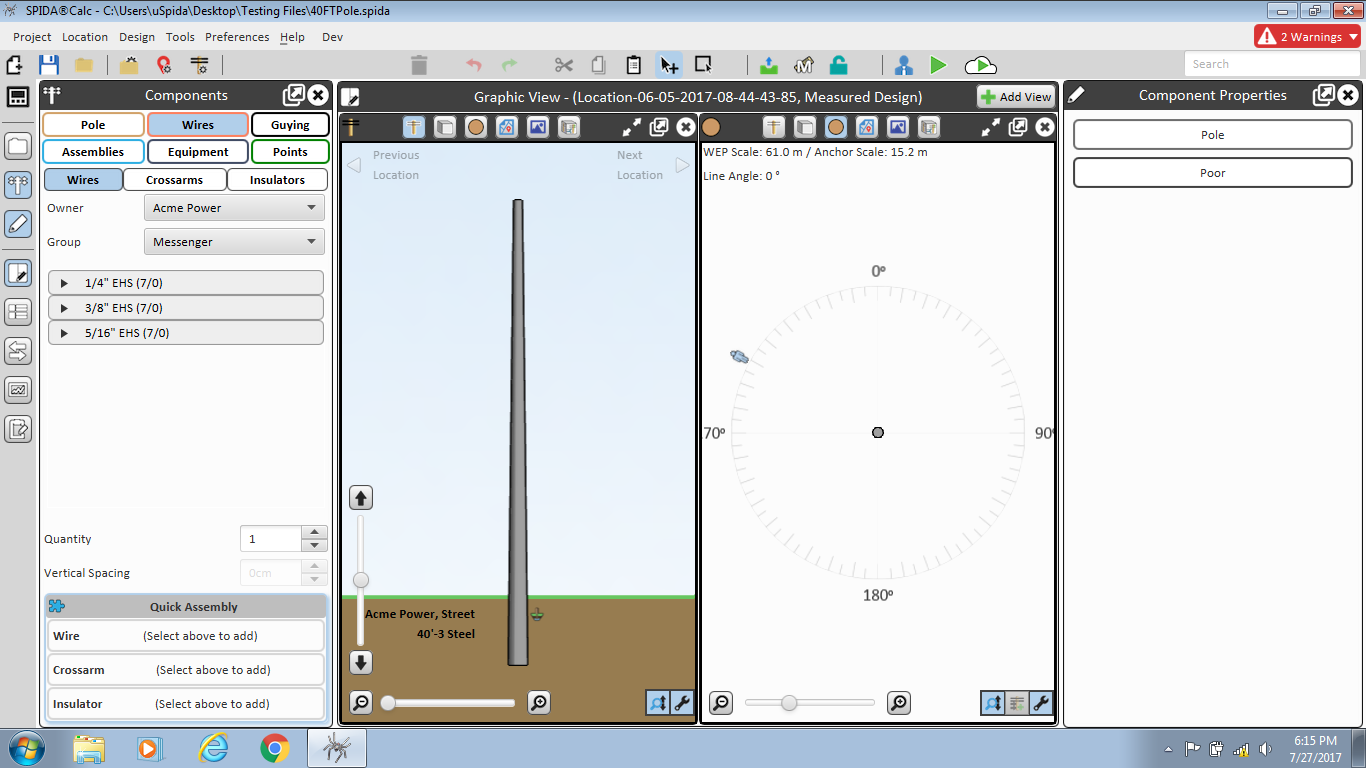 SPIDA®Calc - C:\Users\uSpida\Desktop\Testing Files\40FTPole.spida
Project Location Design Tools Preferences Help Dev
2 Warnings
Search
Components
Pole Wires Guying
Assemblies Equipment Points
Wires Crossarms Insulators
Owner Acme Power
Group Messenger
1/4" EHS (7/0)
3/8" EHS (7/0)
5/16" EHS (7/0)
Quantity 1
Vertical Spacing 0cm
Quick Assembly
Wire (Select above to add)
Crossarm (Select above to add)
Insulator (Select above to add)
Graphic View - (Location-06-05-2017-08-44-43-85, Measured Design)
Add View
Previous
Location
Next
Location
Acme Power, Street
40'-3 Steel
WEP Scale: 61.0 m / Anchor Scale: 15.2 m
Line Angle: 0 °
0º
70º
90º
180º
Component Properties
Pole
Poor
6:15 PM
7/27/2017